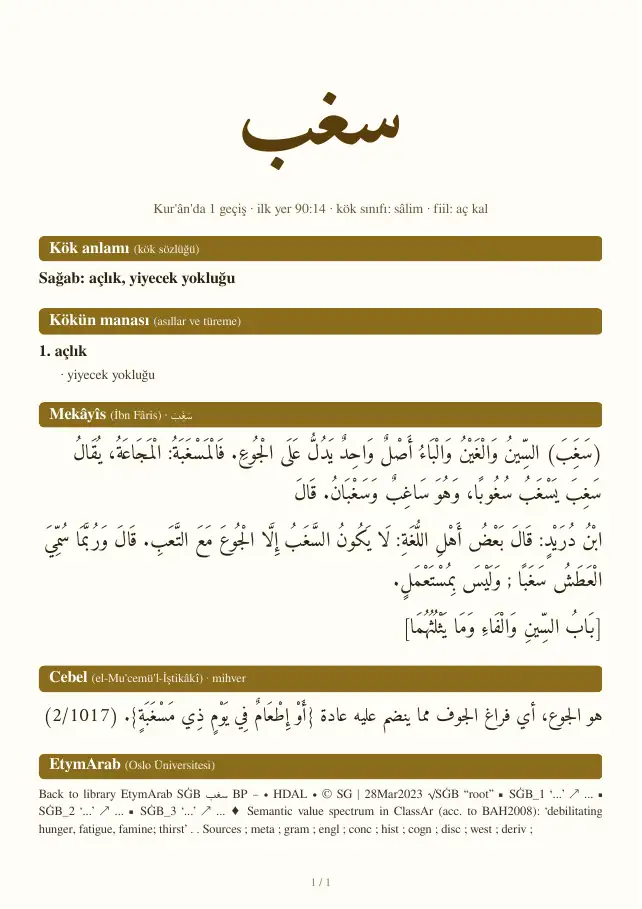 سغب
Kur'ân'da 1 geçiş · ilk yer 90:14 · kök sınıfı: sâlim · fiil: aç kal
Kök anlamı (kök sözlüğü)
Sağab: açlık, yiyecek yokluğu
Kökün manası (asıllar ve türeme)
1. açlık
· yiyecek yokluğu
Mekâyîs (İbn Fâris) · سَغَبَ
(سَغَبَ) السِّينُ وَالْغَيْنُ وَالْبَاءُ أَصْلٌ وَاحِدٌ يَدُلُّ عَلَى الْجُوعِ. فَالْمَسْغَبَةُ: الْمَجَاعَةُ، يُقَالُ
سَغِبَ يَسْغَبُ سُغُوبًا، وَهُوَ سَاغِبٌ وَسَغْبَانُ. قَالَ
ابْنُ دُرَيْدٍ: قَالَ بَعْضُ أَهْلِ اللُّغَةِ: لَا يَكُونُ السَّغَبُ إِلَّا الْجُوعَ مَعَ التَّعَبِ. قَالَ وَرُبَّمَا سُمِّيَ
الْعَطَشُ سَغَبًا ; وَلَيْسَ بِمُسْتَعْمَلٍ.
[بَابُ السِّينِ وَالْفَاءِ وَمَا يَثْلُثُهُمَا]
Cebel (el-Mu'cemü'l-İştikâkî) · mihver
هو الجوع، أي فراغ الجوف مما ينضم عليه عادة {أَوْ إِطْعَامٌ فِي يَوْمٍ ذِي مَسْغَبَةٍ}. (2/1017)
EtymArab (Oslo Üniversitesi)
Back to library EtymArab SĠB سغب BP – • HDAL • © SG | 28Mar2023 √SĠB “root” ▪ SĠB_1 ‘...’ ↗ ... ▪
SĠB_2 ‘...’ ↗ ... ▪ SĠB_3 ‘...’ ↗ ... ♦ Semantic value spectrum in ClassAr (acc. to BAH2008): ‘debilitating
hunger, fatigue, famine; thirst’ . . Sources ; meta ; gram ; engl ; conc ; hist ; cogn ; disc ; west ; deriv ;
1 / 1